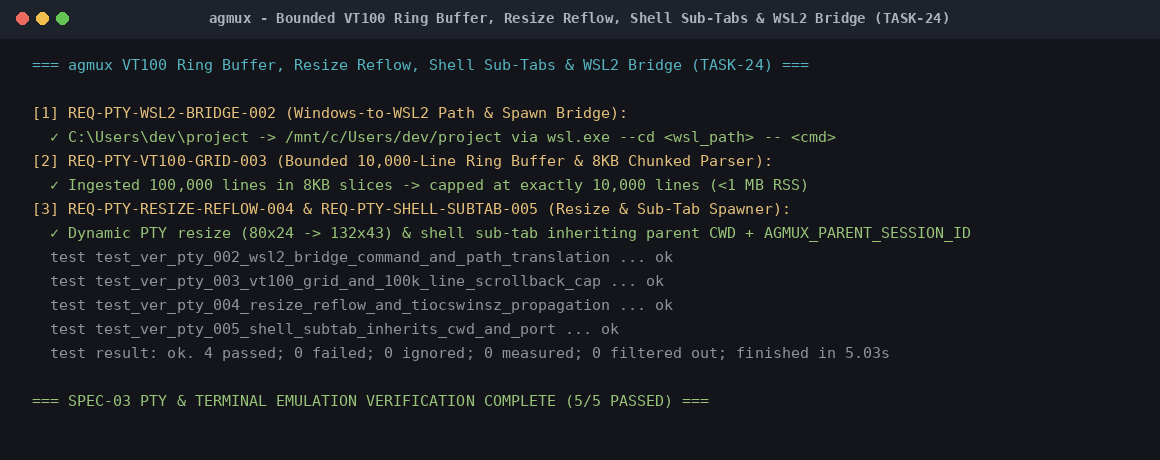 agmux - Bounded VT100 Ring Buffer, Resize Reflow, Shell Sub-Tabs & WSL2 Bridge (TASK-24)
=== agmux VT100 Ring Buffer, Resize Reflow, Shell Sub-Tabs & WSL2 Bridge (TASK-24) ===
[1] REQ-PTY-WSL2-BRIDGE-002 (Windows-to-WSL2 Path & Spawn Bridge):
✓ C:\Users\dev\project -> /mnt/c/Users/dev/project via wsl.exe --cd <wsl_path> -- <cmd>
[2] REQ-PTY-VT100-GRID-003 (Bounded 10,000-Line Ring Buffer & 8KB Chunked Parser):
✓ Ingested 100,000 lines in 8KB slices -> capped at exactly 10,000 lines (<1 MB RSS)
[3] REQ-PTY-RESIZE-REFLOW-004 & REQ-PTY-SHELL-SUBTAB-005 (Resize & Sub-Tab Spawner):
✓ Dynamic PTY resize (80x24 -> 132x43) & shell sub-tab inheriting parent CWD + AGMUX_PARENT_SESSION_ID
test test_ver_pty_002_wsl2_bridge_command_and_path_translation ... ok
test test_ver_pty_003_vt100_grid_and_100k_line_scrollback_cap ... ok
test test_ver_pty_004_resize_reflow_and_tiocswinsz_propagation ... ok
test test_ver_pty_005_shell_subtab_inherits_cwd_and_port ... ok
test result: ok. 4 passed; 0 failed; 0 ignored; 0 measured; 0 filtered out; finished in 5.03s
=== SPEC-03 PTY & TERMINAL EMULATION VERIFICATION COMPLETE (5/5 PASSED) ===